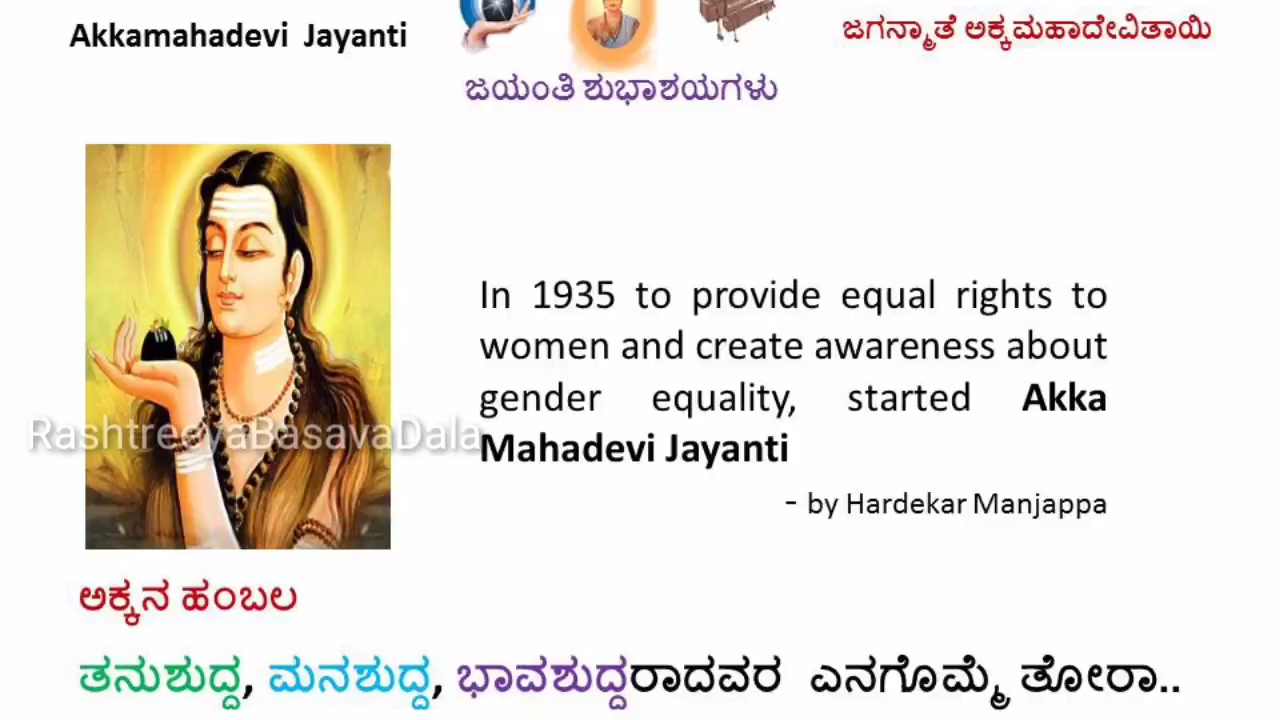 Akkamahadevi Jayanti
ಜಗನ್ಮಾತೆ ಅಕ್ಕಮಹಾದೇವಿತಾಯಿ
ಜಯಂತಿ ಶುಭಾಶಯಗಳು
In 1935 to provide equal rights to
women and create awareness about
gender equality, started Akka
Mahadevi Jayanti
- by Hardekar Manjappa
RashtreeyaBasavaDala
ಅಕ್ಕನ ಹಂಬಲ
ತನುಶುದ್ದ, ಮನಶುದ್ದ, ಭಾವಶುದ್ದರಾದವರ ಎನಗೊಮ್ಮೆ ತೋರಾ..